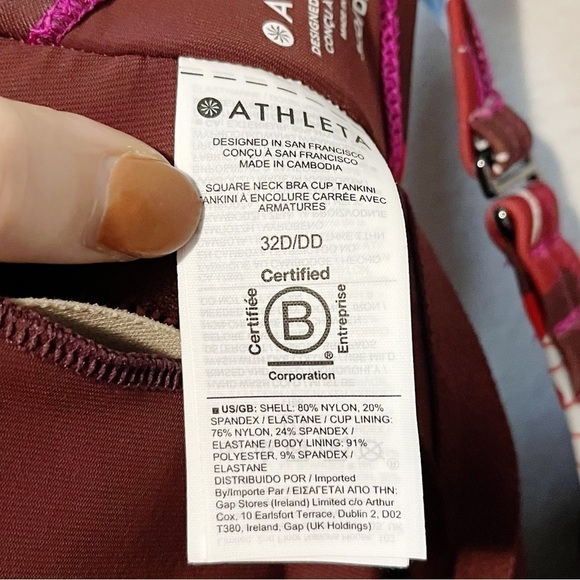 DESIGNED
CONÇU À
ATHLETA
DESIGNED IN SAN FRANCISCO
CONÇU À SAN FRANCISCO
MADE IN CAMBODIA
SQUARE NECK BRA CUP TANKINI
TANKINI À ENCOLURE CARRÉE AVEC
ARMATURES
32D/DD
Certified
Certifiée
B
Entreprise
®
Corporation
US/GB: SHELL: 80% NYLON, 20%
SPANDEX / ELASTANE / CUP LINING:
76% NYLON, 24% SPANDEX /
ELASTANE / BODY LINING: 91%
POLYESTER, 9% SPANDEX /
ELASTANE
DISTRIBUIDO POR / Imported
By/Importe Par / ΕΙΣΑΓΕΤΑΙ ΑΠΟ ΤΗΝ:
Gap Stores (Ireland) Limited c/o Arthur
Cox, 10 Earlsfort Terrace, Dublin 2, D02
T380, Ireland, Gap (UK Holdings)